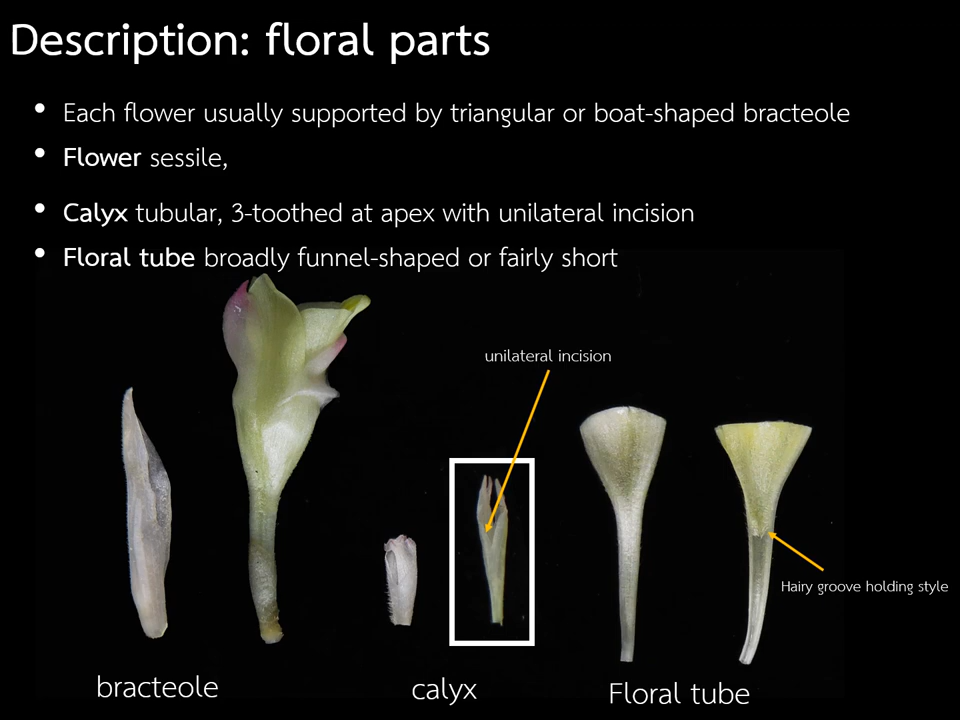 Description: floral parts
• Each flower usually supported by triangular or boat-shaped bracteole
• Flower sessile,
• Calyx tubular, 3-toothed at apex with unilateral incision
• Floral tube broadly funnel-shaped or fairly short
unilateral incision
Hairy groove holding style
bracteole
calyx
Floral tube